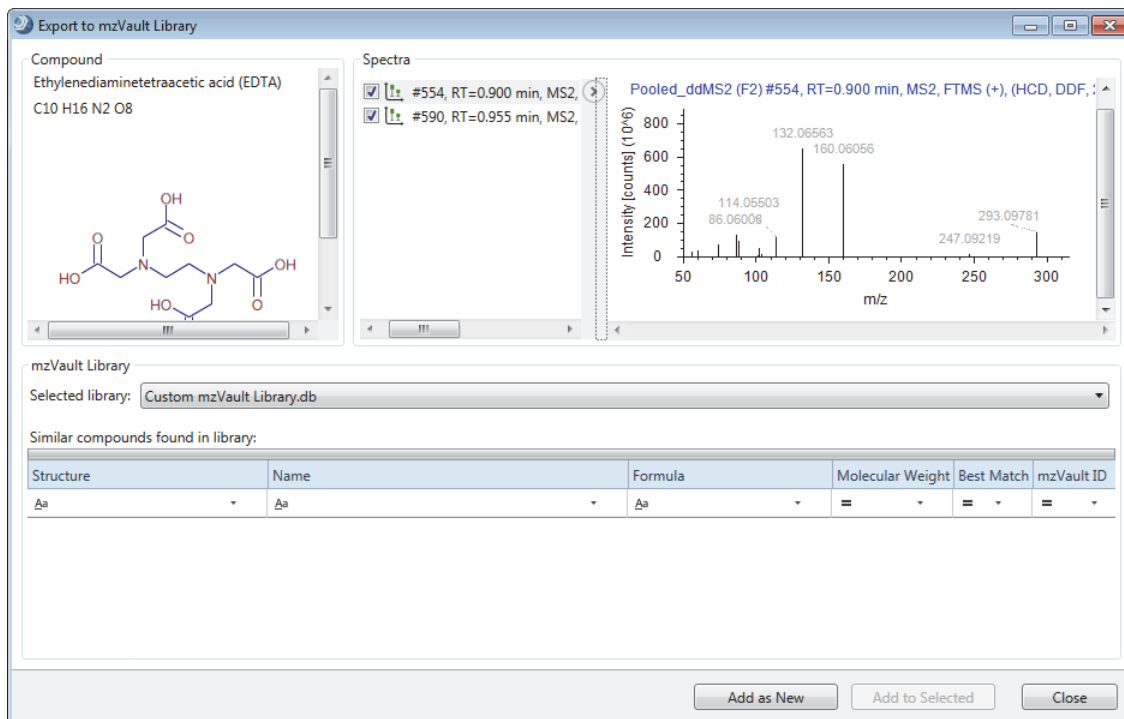 Export to mzVault Library
Compound
Ethylenediaminetetraacetic acid (EDTA)
C10 H16 N2 O8
OH
O
O
N
HO
N
OH
O
HO
O
Spectra
#554, RT=0.900 min, MS2,
#590, RT=0.955 min, MS2,
Pooled_ddMS2 (F2) #554, RT=0.900 min, MS2, FTMS (+), (HCD, DDF,
Intensity [counts] (10^6)
800
600
400
200
0
132.06563
160.06056
114.05503
86.06008
293.09781
247.09219
50
100
150
200
250
300
m/z
mzVault Library
Selected library: Custom mzVault Library.db
Similar compounds found in library:
Structure Name Formula Molecular Weight Best Match mzVault ID
Aa Aa Aa = = =
Add as New Add to Selected Close